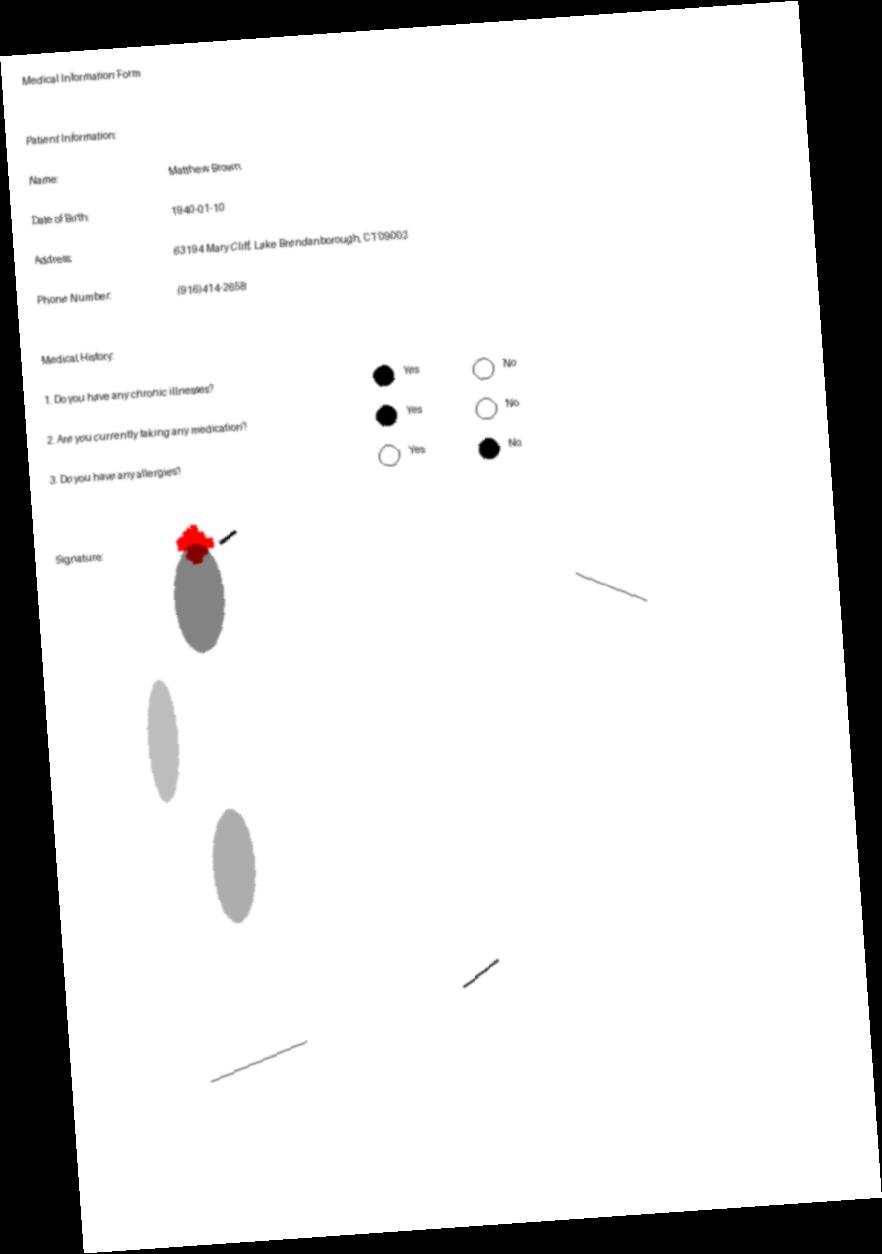 Medical Information Form
Patient Information:
Name: Matthew Brown
Date of Birth: 1940-01-10
Address: 63194 Mary Cliff, Lake Brendanborough, CT 09002
Phone Number: (916)414-2658
Medical History:
1. Do you have any chronic illnesses? Yes No
2. Are you currently taking any medication? Yes No
3. Do you have any allergies? Yes No
Signature: